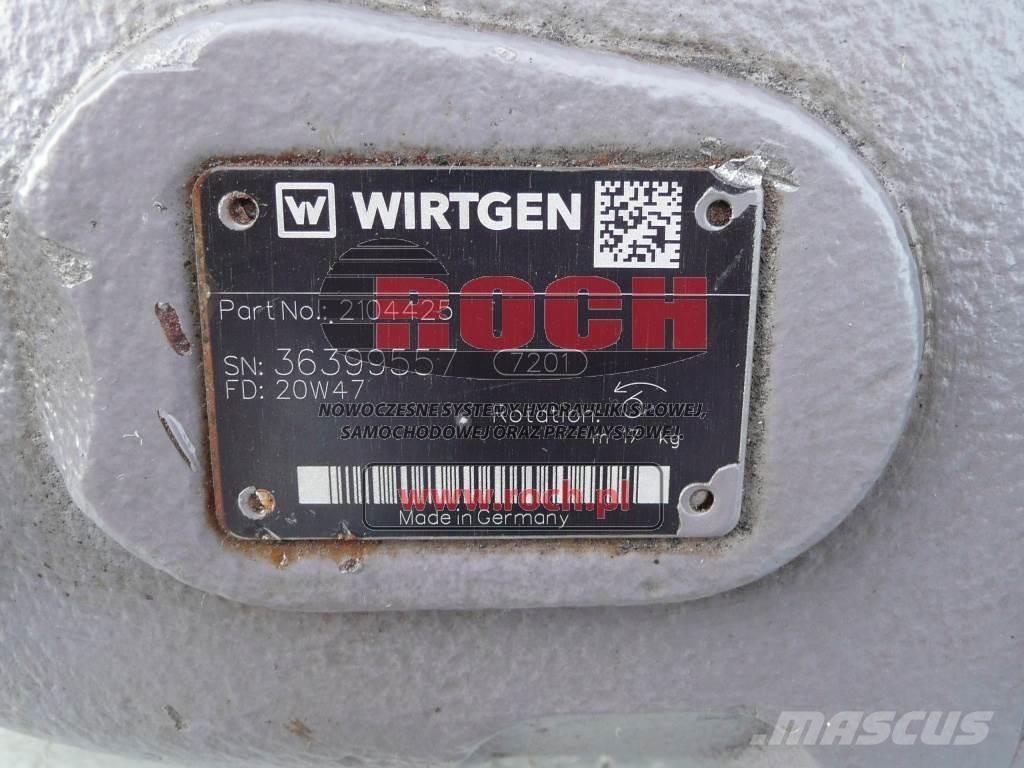 W WIRTGEN
ROCH
Part No.: 2104425
SN: 36399557 7201
FD: 20W47
NOWOCZESNE SYSTEMY HYDRAULIKI SIŁOWEJ,
Rotation:
SAMOCHODOWEJ ORAZ PRZEMYSŁOWEJ
m kg
www.roch.pl
Made in Germany
MASCUS